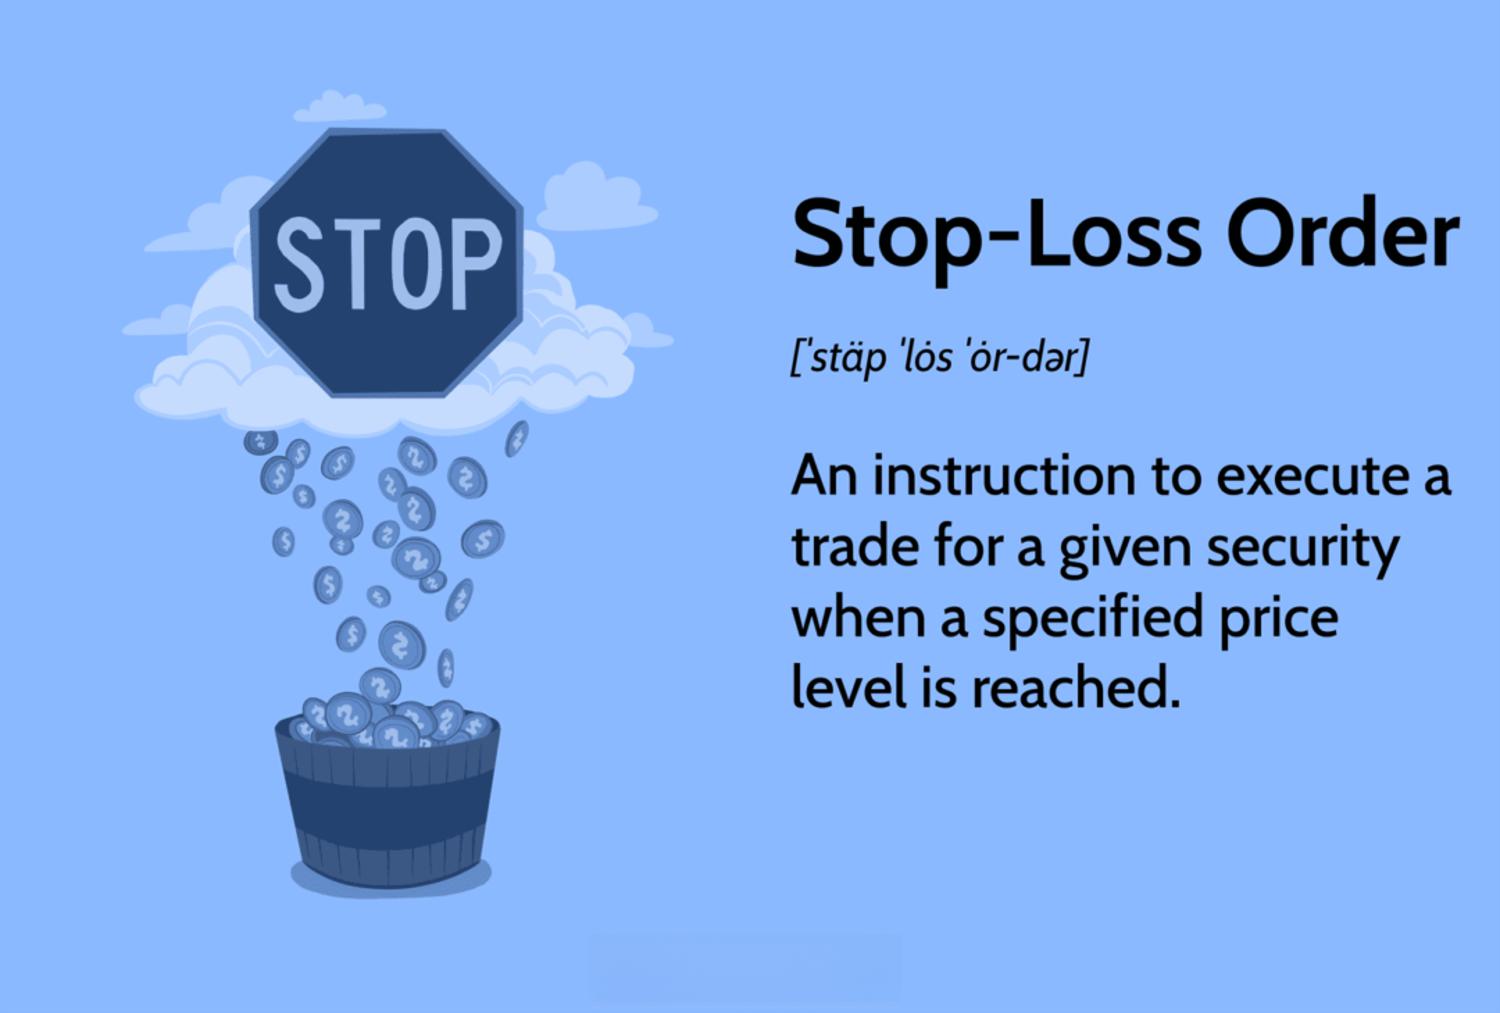 STOP
Stop-Loss Order
[ˈstäp ˈlȯs ˈȯr-dər]
An instruction to execute a
trade for a given security
when a specified price
level is reached.